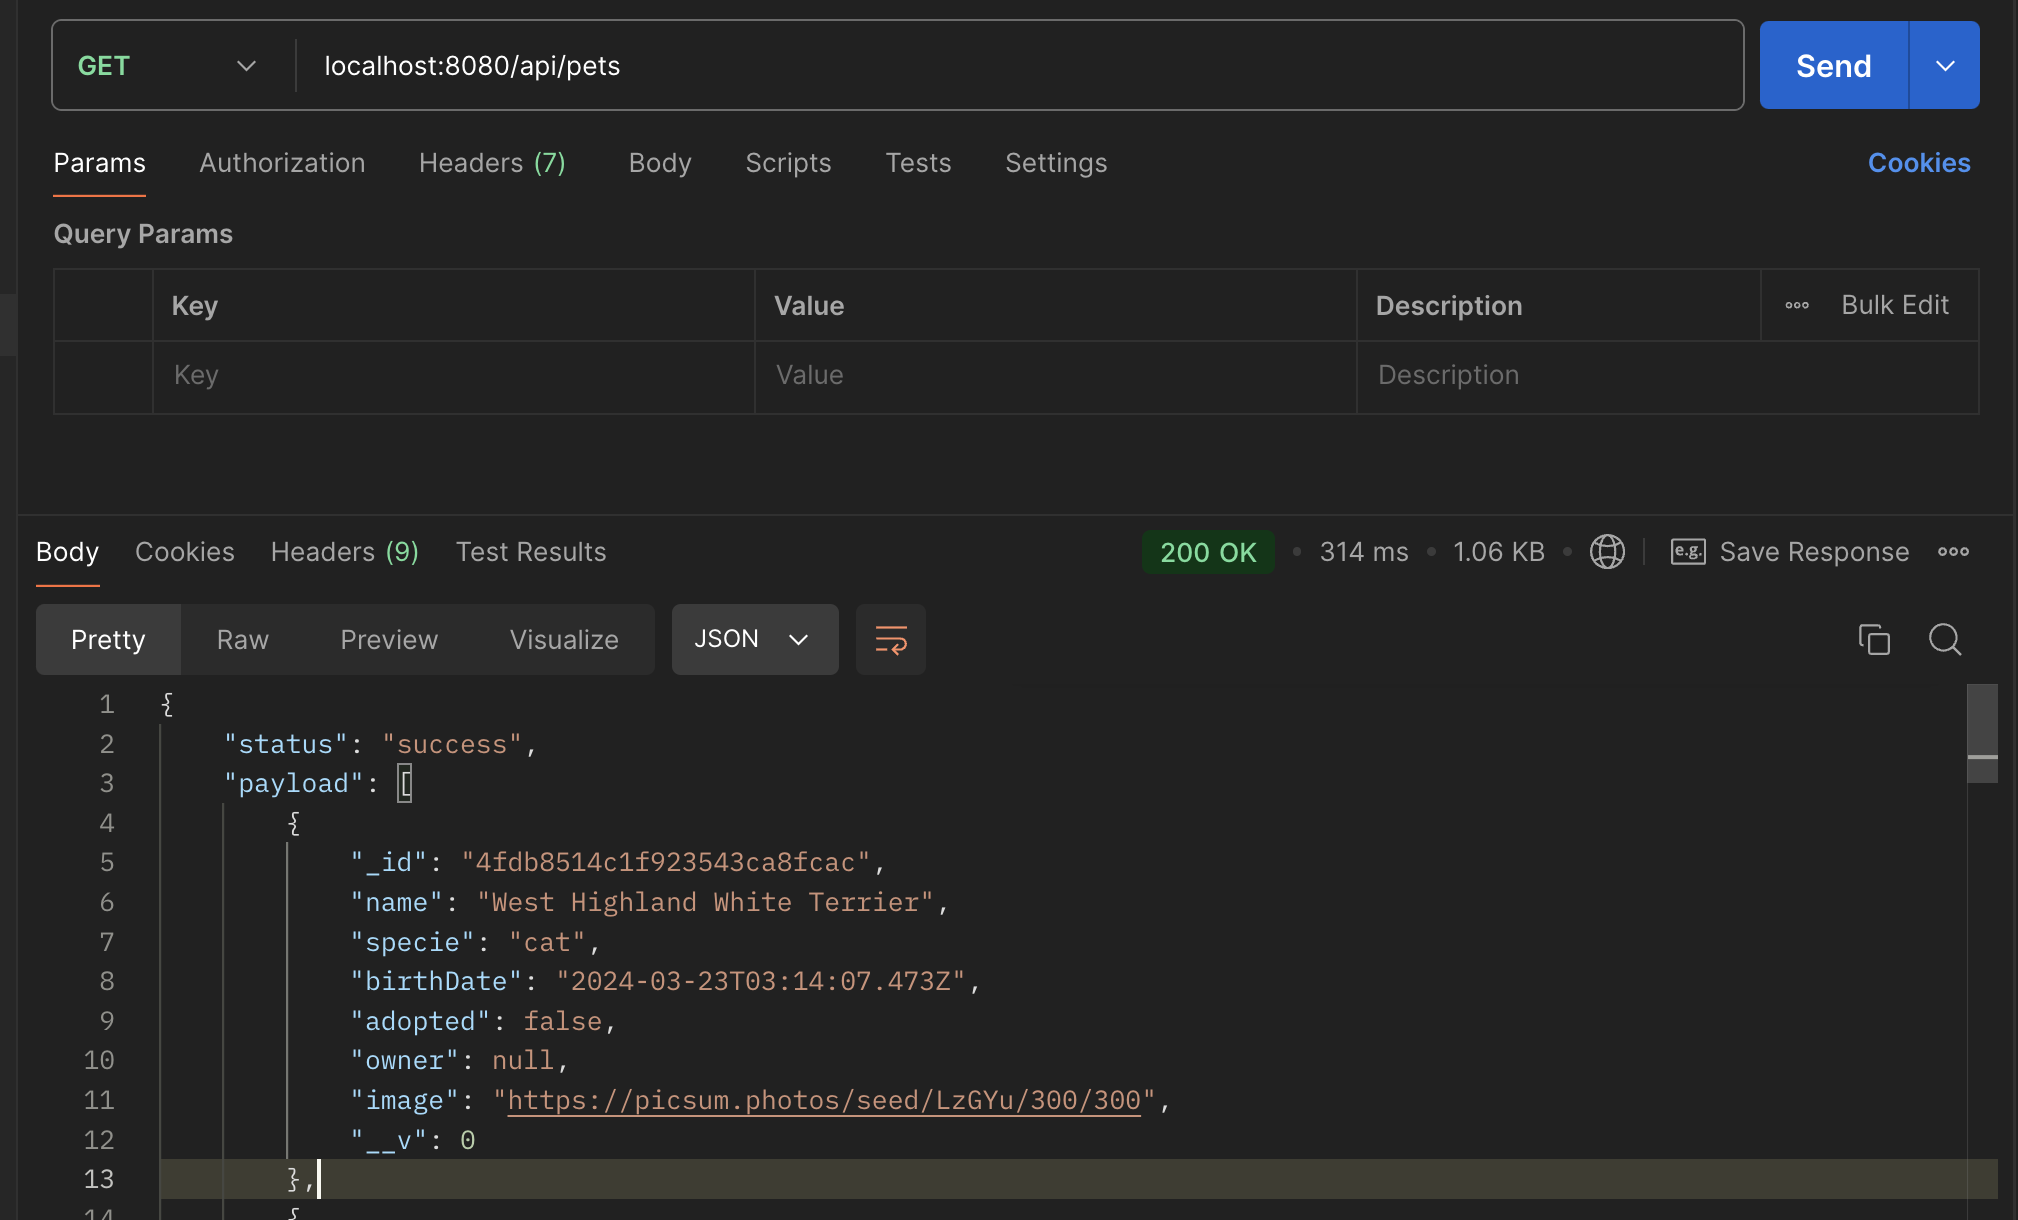 GET localhost:8080/api/pets Send
Params Authorization Headers (7) Body Scripts Tests Settings Cookies
Query Params
Key Value Description ooo Bulk Edit
Key Value Description
Body Cookies Headers (9) Test Results 200 OK • 314 ms • 1.06 KB • e.g. Save Response ooo
Pretty Raw Preview Visualize JSON
1 {
2 "status": "success",
3 "payload": [
4 {
5 "_id": "4fdb8514c1f923543ca8fcac",
6 "name": "West Highland White Terrier",
7 "specie": "cat",
8 "birthDate": "2024-03-23T03:14:07.473Z",
9 "adopted": false,
10 "owner": null,
11 "image": "https://picsum.photos/seed/LzGYu/300/300",
12 "__v": 0
13 },
14 {